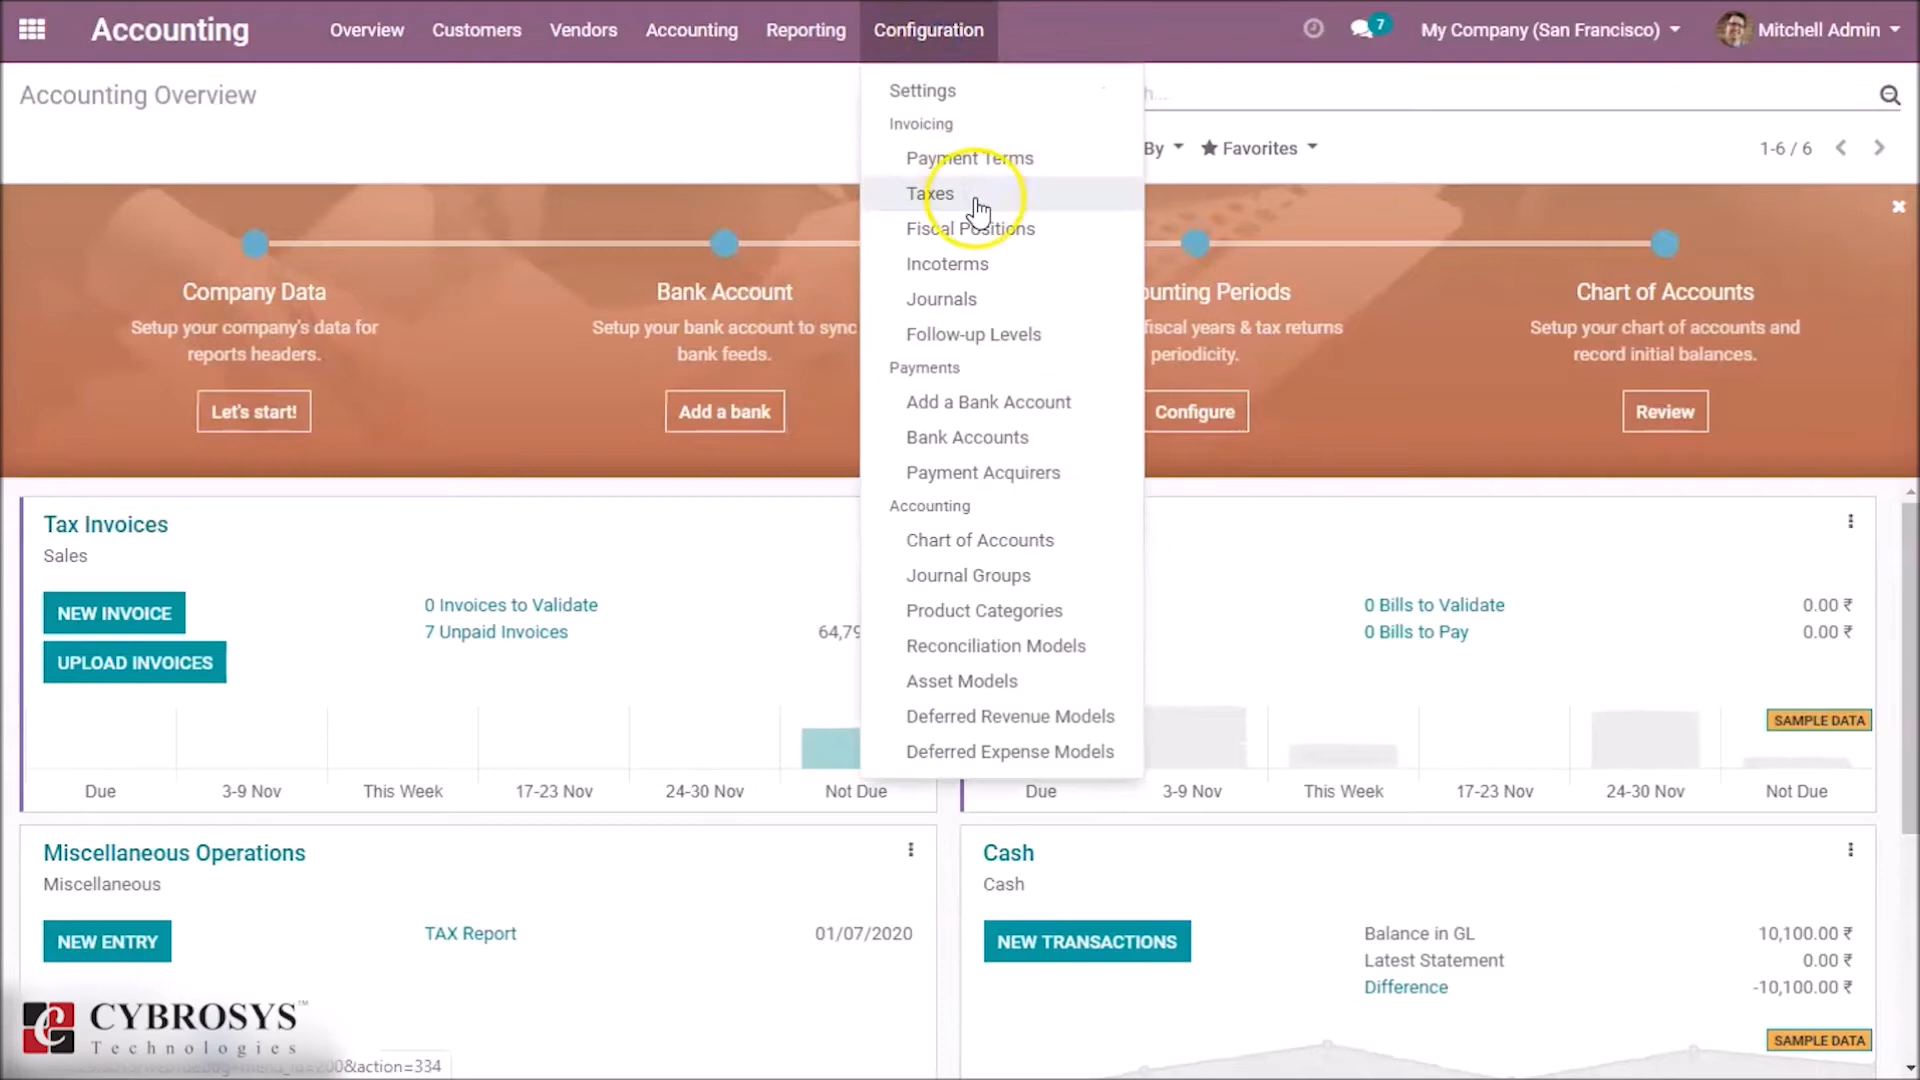 Accounting Overview Customers Vendors Accounting Reporting Configuration 7 My Company (San Francisco) Mitchell Admin
Accounting Overview
Settings
Invoicing
Payment Terms
Taxes
Fiscal Positions
Incoterms
Journals
Follow-up Levels
Payments
Add a Bank Account
Bank Accounts
Payment Acquirers
Accounting
Chart of Accounts
Journal Groups
Product Categories
Reconciliation Models
Asset Models
Deferred Revenue Models
Deferred Expense Models
By Favorites 1-6 / 6
Company Data
Setup your company's data for
reports headers.
Let's start!
Bank Account
Setup your bank account to sync
bank feeds.
Add a bank
ounting Periods
fiscal years & tax returns
periodicity.
Configure
Chart of Accounts
Setup your chart of accounts and
record initial balances.
Review
Tax Invoices
Sales
NEW INVOICE
UPLOAD INVOICES
0 Invoices to Validate
7 Unpaid Invoices 64,79
Due 3-9 Nov This Week 17-23 Nov 24-30 Nov Not Due
0 Bills to Validate 0.00 ₹
0 Bills to Pay 0.00 ₹
SAMPLE DATA
Due 3-9 Nov This Week 17-23 Nov 24-30 Nov Not Due
Miscellaneous Operations
Miscellaneous
NEW ENTRY
TAX Report 01/07/2020
Cash
Cash
NEW TRANSACTIONS
Balance in GL 10,100.00 ₹
Latest Statement 0.00 ₹
Difference -10,100.00 ₹
SAMPLE DATA
CYBROSYS™
Technologies
00&action=334